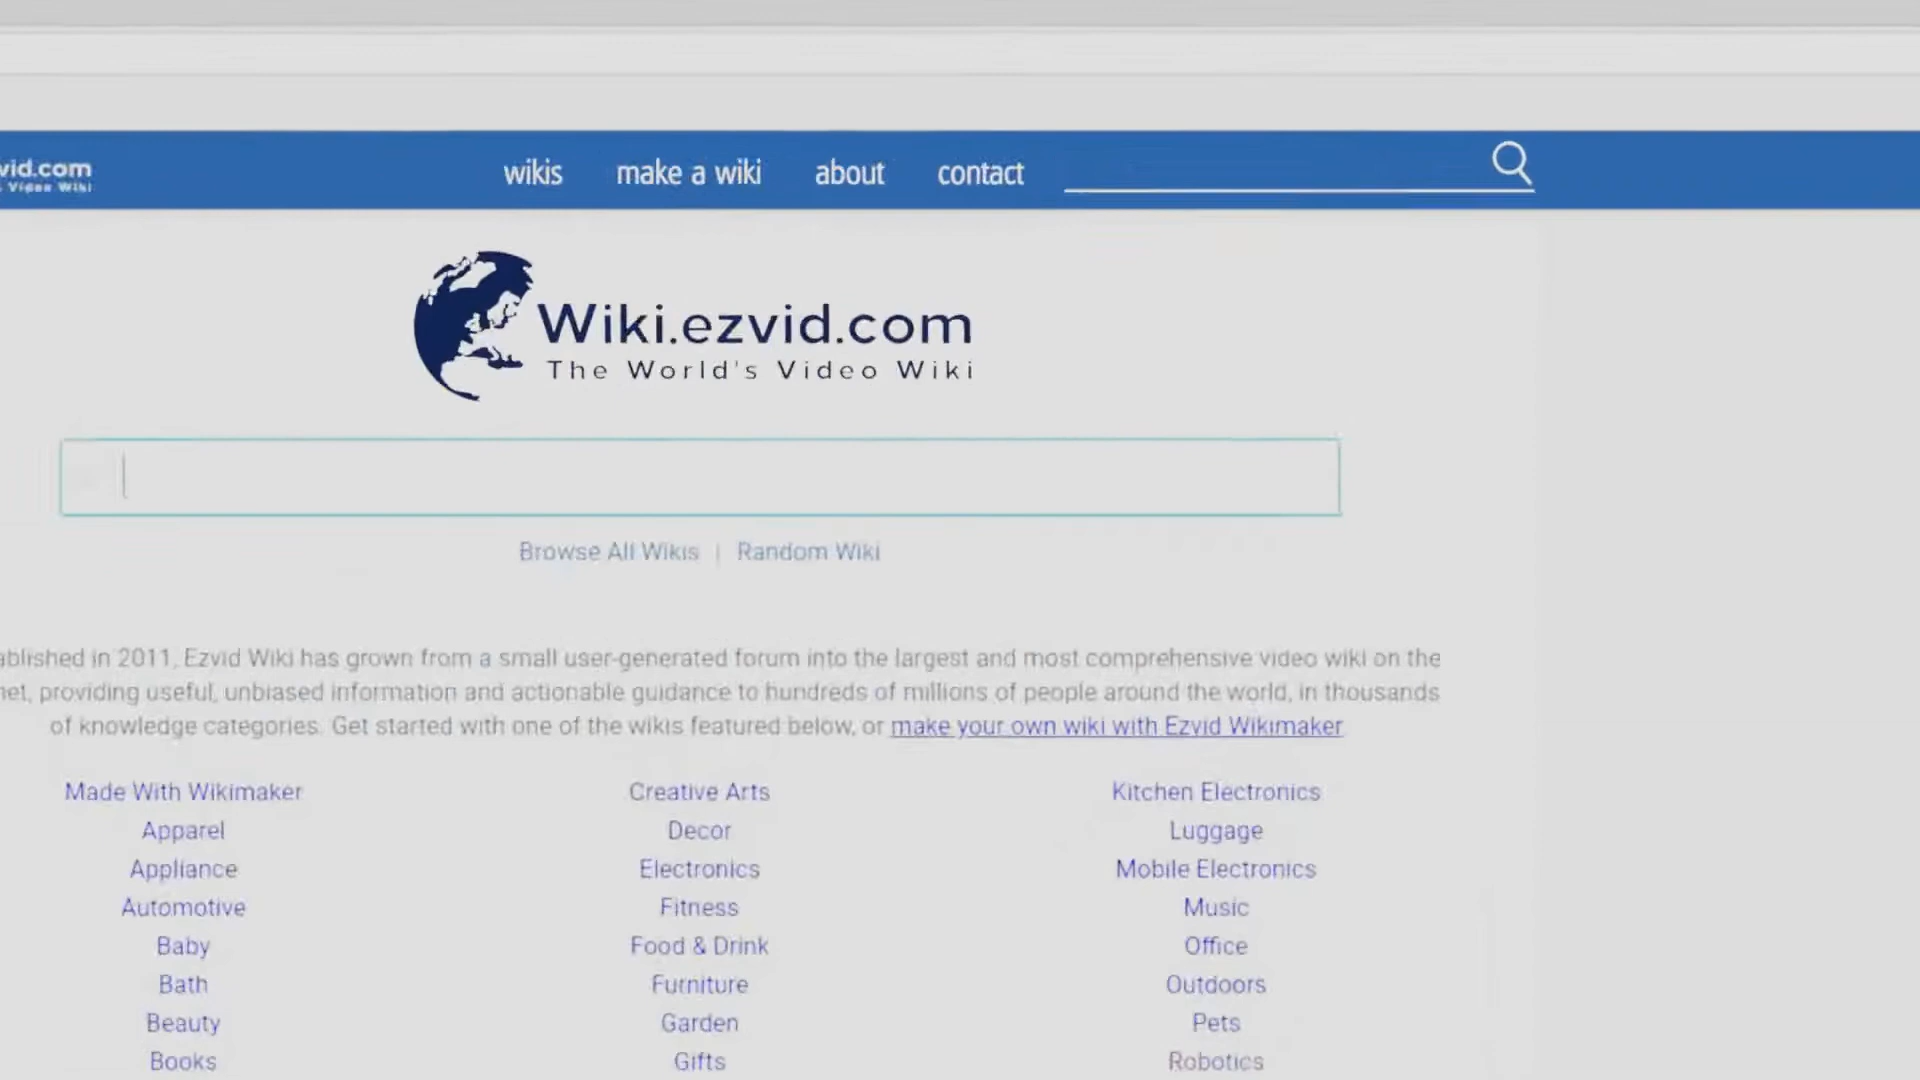 vid.com
Video Wiki
wikis make a wiki about contact
Wiki.ezvid.com
The World's Video Wiki
Browse All Wikis | Random Wiki
ablished in 2011, Ezvid Wiki has grown from a small user-generated forum into the largest and most comprehensive video wiki on the
net, providing useful, unbiased information and actionable guidance to hundreds of millions of people around the world, in thousands
of knowledge categories. Get started with one of the wikis featured below, or make your own wiki with Ezvid Wikimaker
Made With Wikimaker Creative Arts Kitchen Electronics
Apparel Decor Luggage
Appliance Electronics Mobile Electronics
Automotive Fitness Music
Baby Food & Drink Office
Bath Furniture Outdoors
Beauty Garden Pets
Books Gifts Robotics